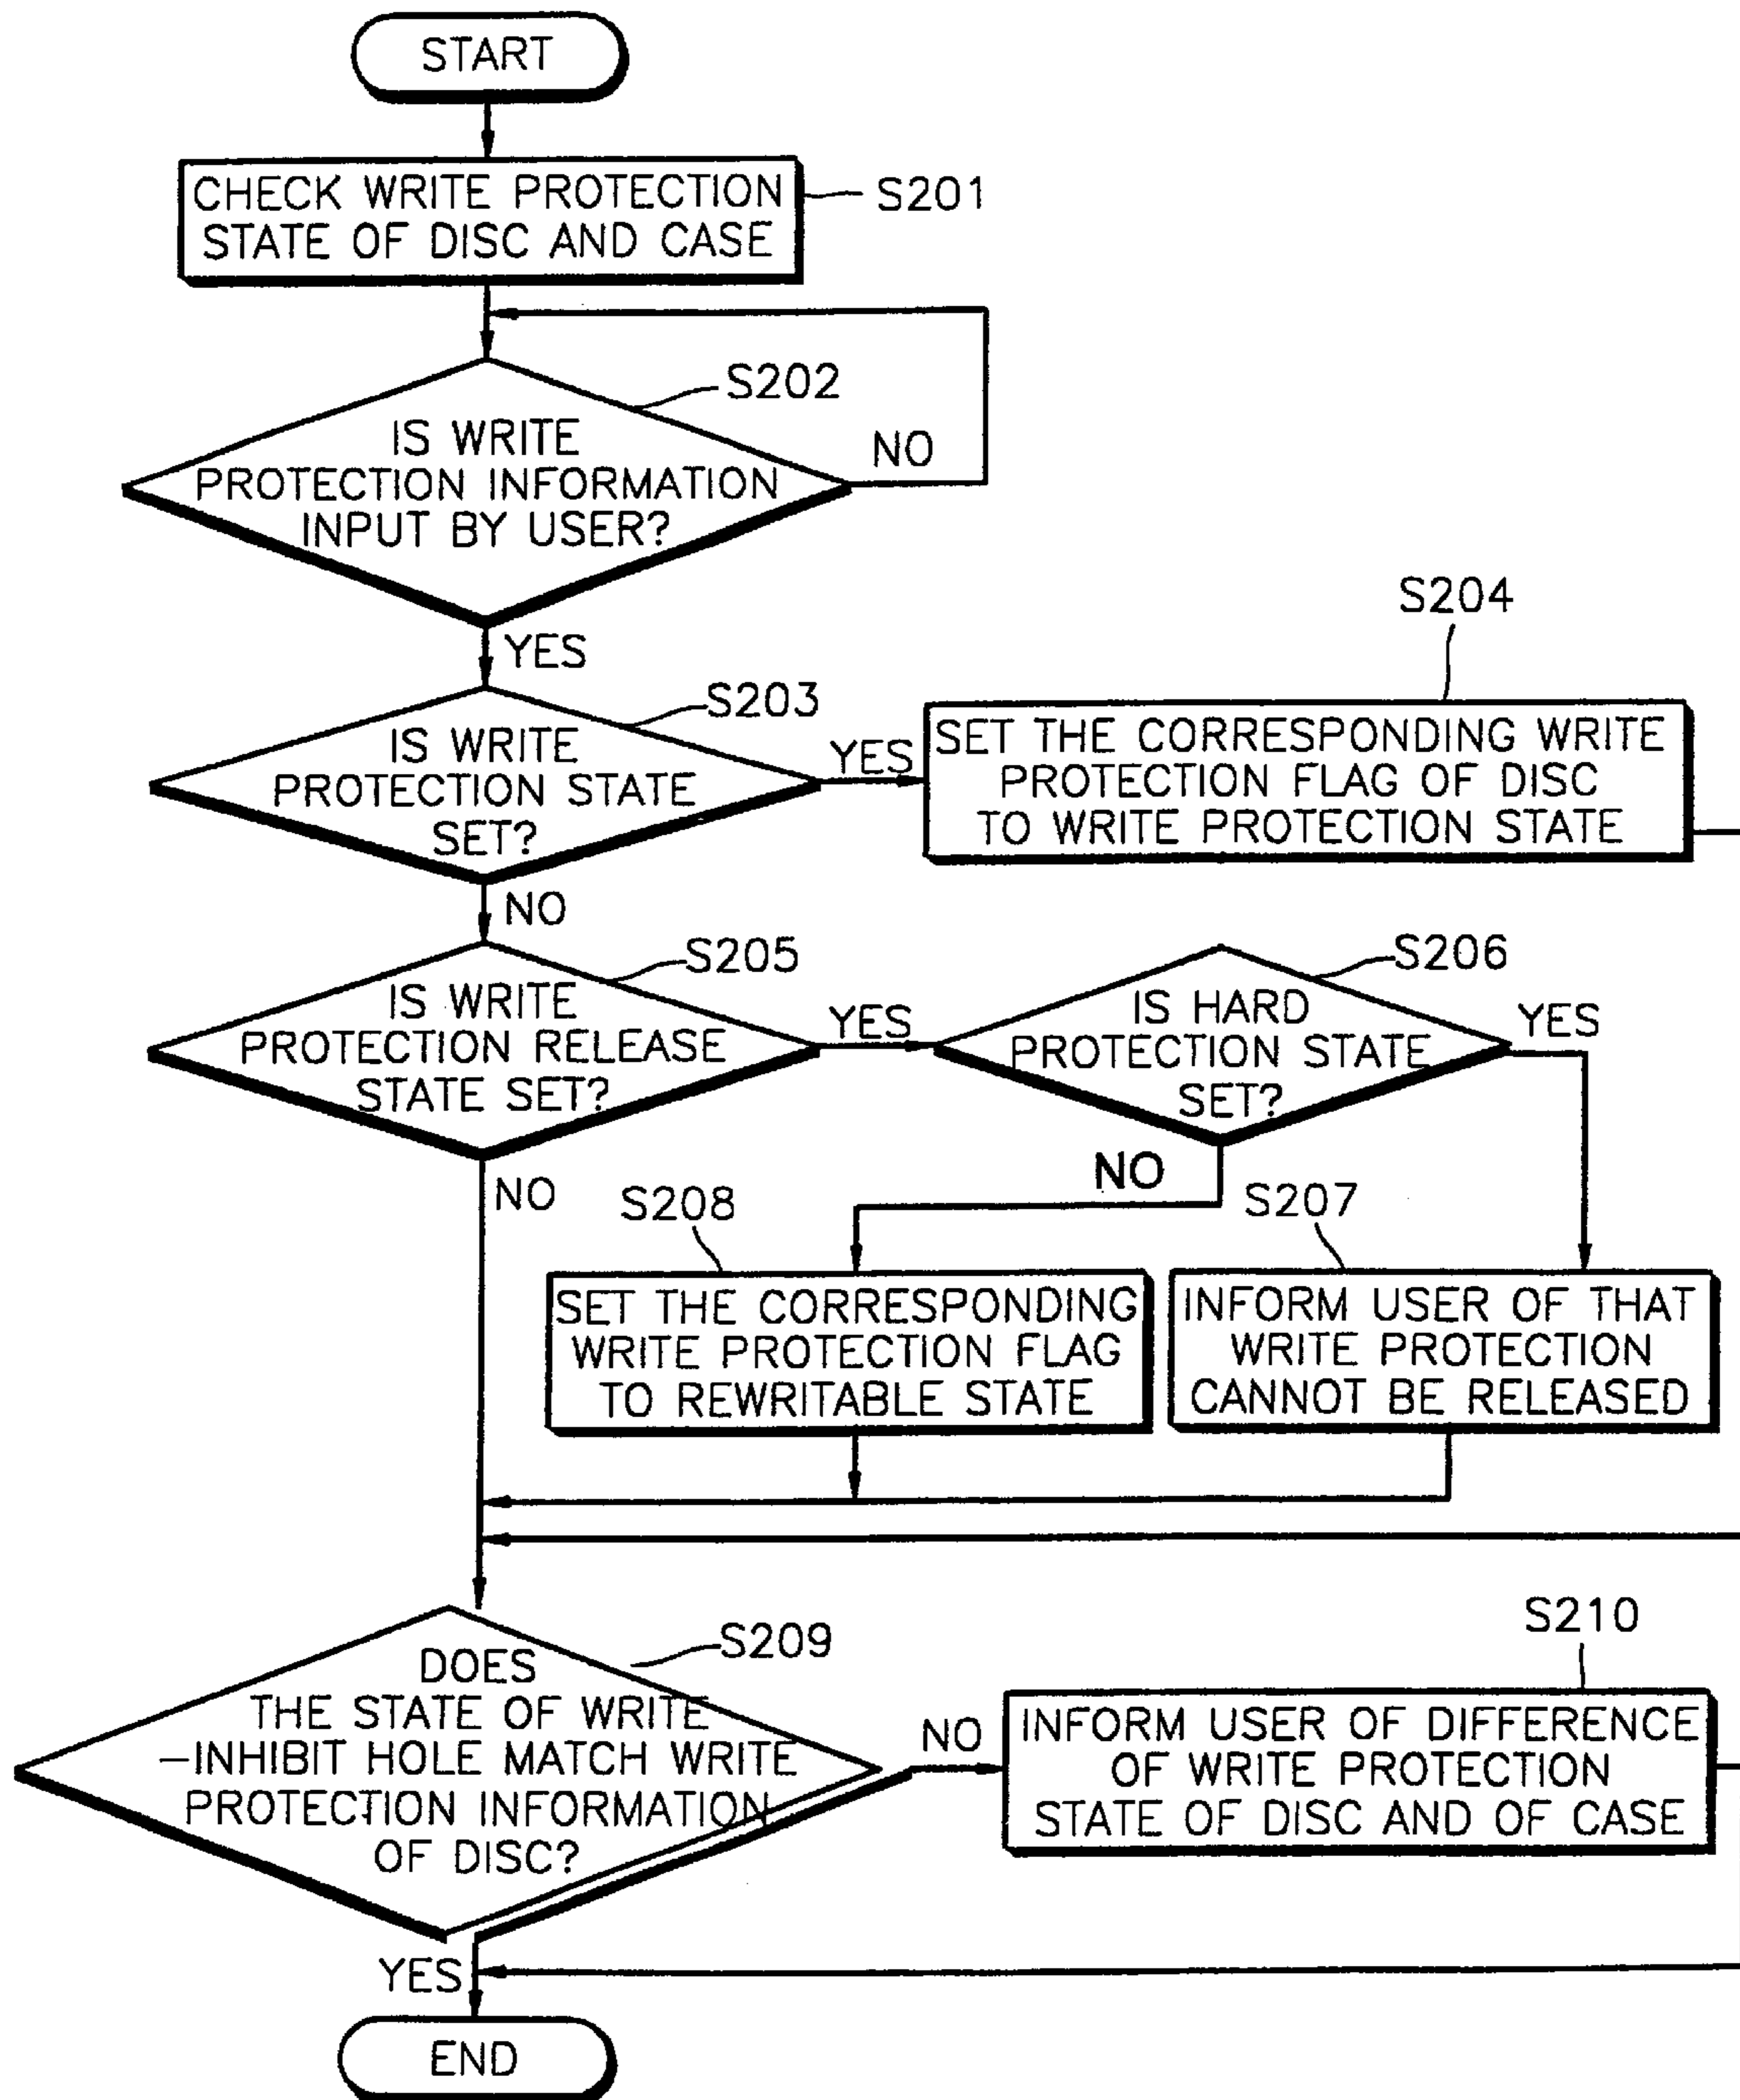 START
CHECK WRITE PROTECTION
STATE OF DISC AND CASE
S201
S202
IS WRITE
PROTECTION INFORMATION
INPUT BY USER?
NO
YES
S203
IS WRITE
PROTECTION STATE
SET?
YES
S204
SET THE CORRESPONDING WRITE
PROTECTION FLAG OF DISC
TO WRITE PROTECTION STATE
NO
S205
IS WRITE
PROTECTION RELEASE
STATE SET?
YES
S206
IS HARD
PROTECTION STATE
SET?
YES
NO
NO
S208
SET THE CORRESPONDING
WRITE PROTECTION FLAG
TO REWRITABLE STATE
S207
INFORM USER OF THAT
WRITE PROTECTION
CANNOT BE RELEASED
S209
DOES
THE STATE OF WRITE
-INHIBIT HOLE MATCH WRITE
PROTECTION INFORMATION
OF DISC?
NO
S210
INFORM USER OF DIFFERENCE
OF WRITE PROTECTION
STATE OF DISC AND OF CASE
YES
END